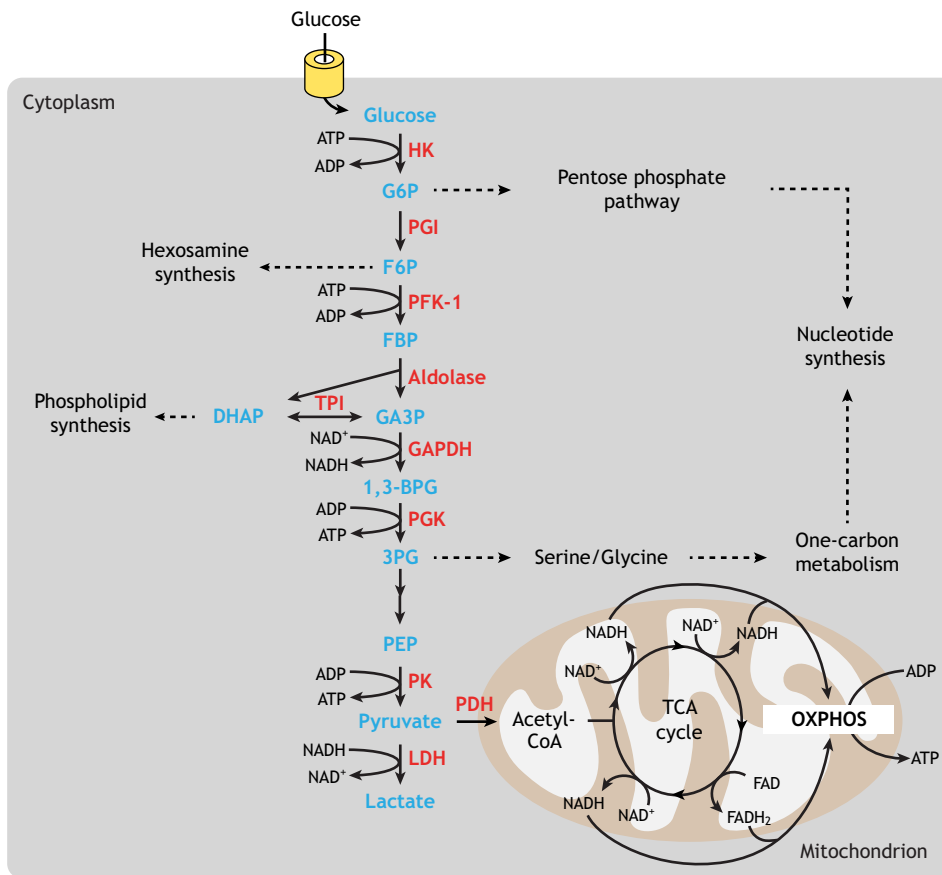 Glucose
Cytoplasm
Glucose
ATP
ADP
HK
G6P
Pentose phosphate
pathway
PGI
Hexosamine
synthesis
F6P
ATP
ADP
PFK-1
FBP
Nucleotide
synthesis
Aldolase
Phospholipid
synthesis
DHAP
TPI
GA3P
NAD⁺
NADH
GAPDH
1,3-BPG
ADP
ATP
PGK
3PG
Serine/Glycine
One-carbon
metabolism
PEP
ADP
ATP
PK
Pyruvate
PDH
NADH
NAD⁺
LDH
Lactate
Acetyl-
CoA
TCA
cycle
NAD⁺
NADH
NAD⁺
NADH
FAD
FADH₂
NAD⁺
NADH
OXPHOS
ADP
ATP
Mitochondrion